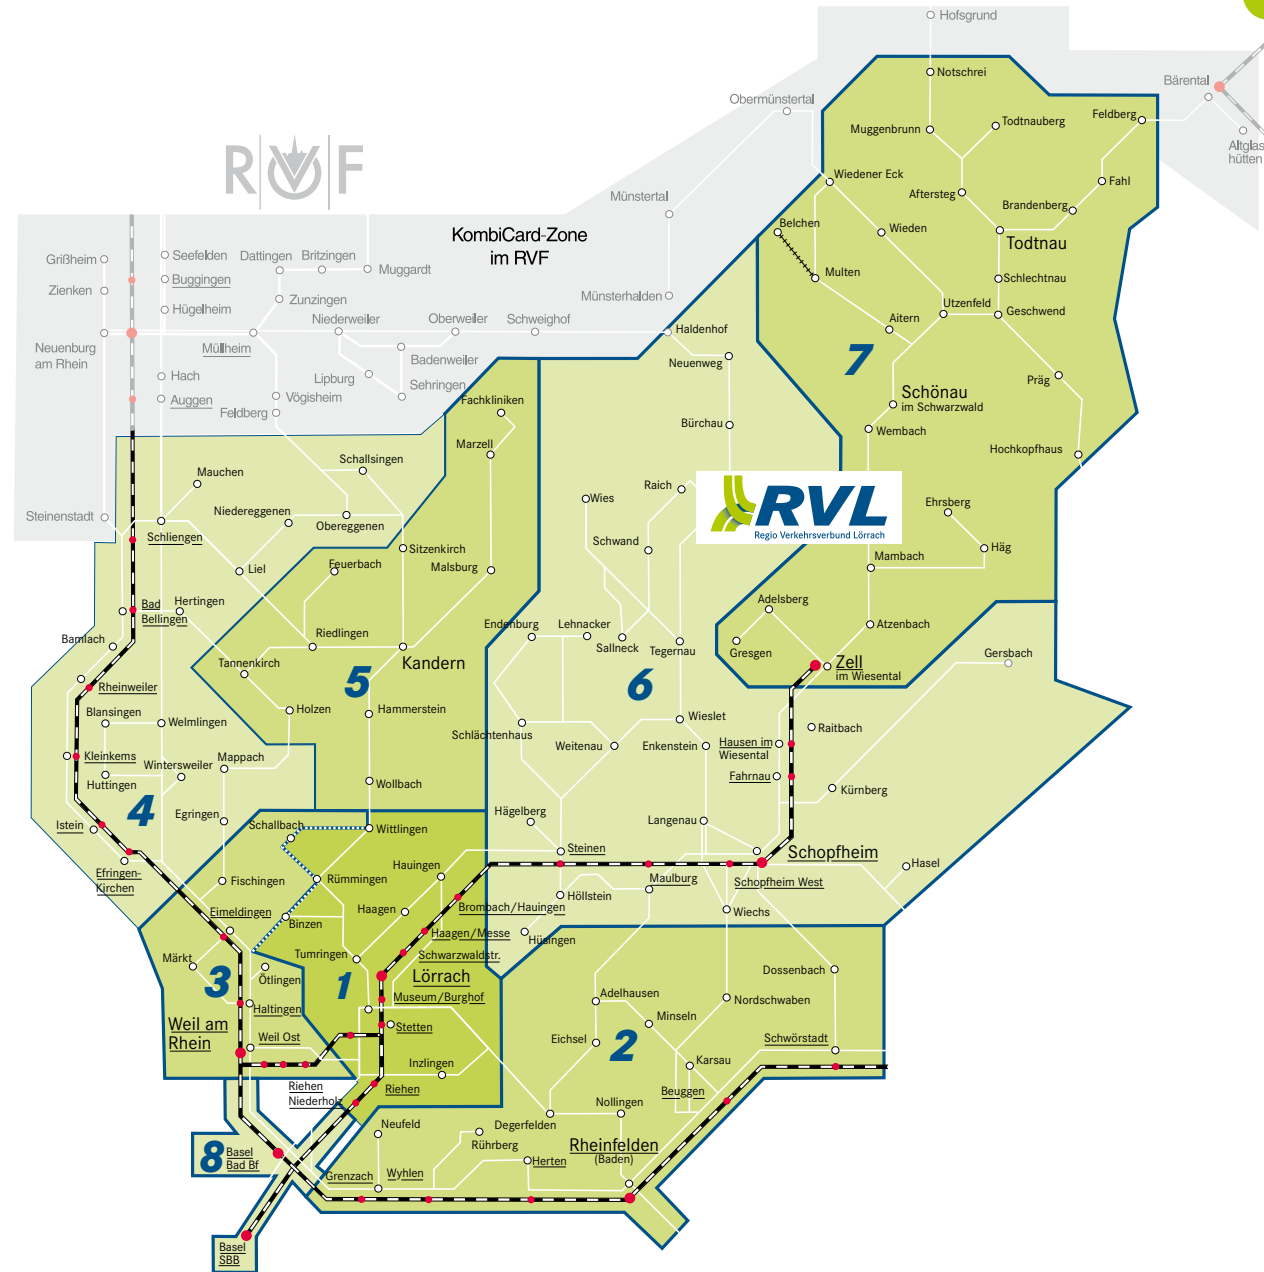 Hofsgrund
Notschrei
Bärental
Obermünstertal
Feldberg
Todtnauberg
Muggenbrunn
Altglas
hütten
R V F
Wiedener Eck
Fahl
Aftersteg
Münstertal
Brandenberg
Belchen
Wieden
Todtnau
KombiCard-Zone
im RVF
Grißheim
Seefelden
Dattingen
Britzingen
Muggardt
Buggingen
Multen
Schlechtnau
Zienken
Münsterhalden
Zunzingen
Hügelheim
Utzenfeld
Geschwend
Niederweiler
Oberweiler
Schweighof
Haldenhof
Aitern
Neuenburg
am Rhein
Müllheim
Badenweiler
Neuenweg
7
Hach
Lipburg
Sehringen
Präg
Auggen
Vögisheim
Schönau
im Schwarzwald
Feldberg
Fachkliniken
Bürchau
Wembach
Marzell
Hochkopfhaus
Schallsingen
Mauchen
Raich
RVL
Regio Verkehrsverbund Lörrach
Wies
Ehrsberg
Steinenstadt
Niedereggenen
Obereggenen
Schliengen
Schwand
Sitzenkirch
Häg
Mambach
Liel
Feuerbach
Malsburg
Bad
Bellingen
Hertingen
Adelsberg
Endenburg
Lehnacker
Atzenbach
Bamlach
Riedlingen
Sallneck
Tegernau
Gresgen
Gersbach
Kandern
Zell
im Wiesental
Tannenkirch
5
6
Rheinweiler
Blansingen
Welmlingen
Holzen
Hammerstein
Wieslet
Raitbach
Schlächtenhaus
Weitenau
Enkenstein
Hausen im
Wiesental
Kleinkems
Wintersweiler
Mappach
Huttingen
Fahrnau
Wollbach
Kürnberg
4
Egringen
Hägelberg
Langenau
Istein
Schallbach
Wittlingen
Steinen
Schopfheim
Hasel
Efringen-
Kirchen
Hauingen
Fischingen
Rümmingen
Maulburg
Schopfheim West
Höllstein
Eimeldingen
Haagen
Brombach/Hauingen
Binzen
Wiechs
Haagen/Messe
Hüsingen
Märkt
Tumringen
Schwarzwaldstr.
Ötlingen
Dossenbach
3
1
Lörrach
Museum/Burghof
Adelhausen
Nordschwaben
Haltingen
Weil am
Rhein
Stetten
Minseln
Weil Ost
Eichsel
2
Schwörstadt
Inzlingen
Karsau
Riehen
Niederholz
Riehen
Beuggen
Nollingen
Neufeld
Degerfelden
Rührberg
Rheinfelden
(Baden)
8
Basel
Bad Bf
Grenzach
Wyhlen
Herten
Basel
SBB